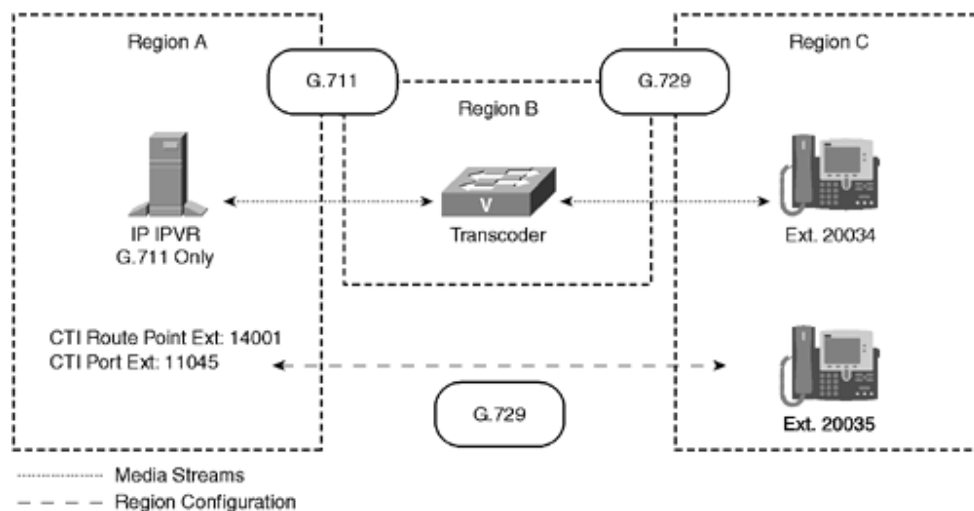 Region A
G.711
Region B
G.729
Region C
IP IPVR
G.711 Only
V
Transcoder
Ext. 20034
CTI Route Point Ext: 14001
CTI Port Ext: 11045
G.729
Ext. 20035
Media Streams
Region Configuration